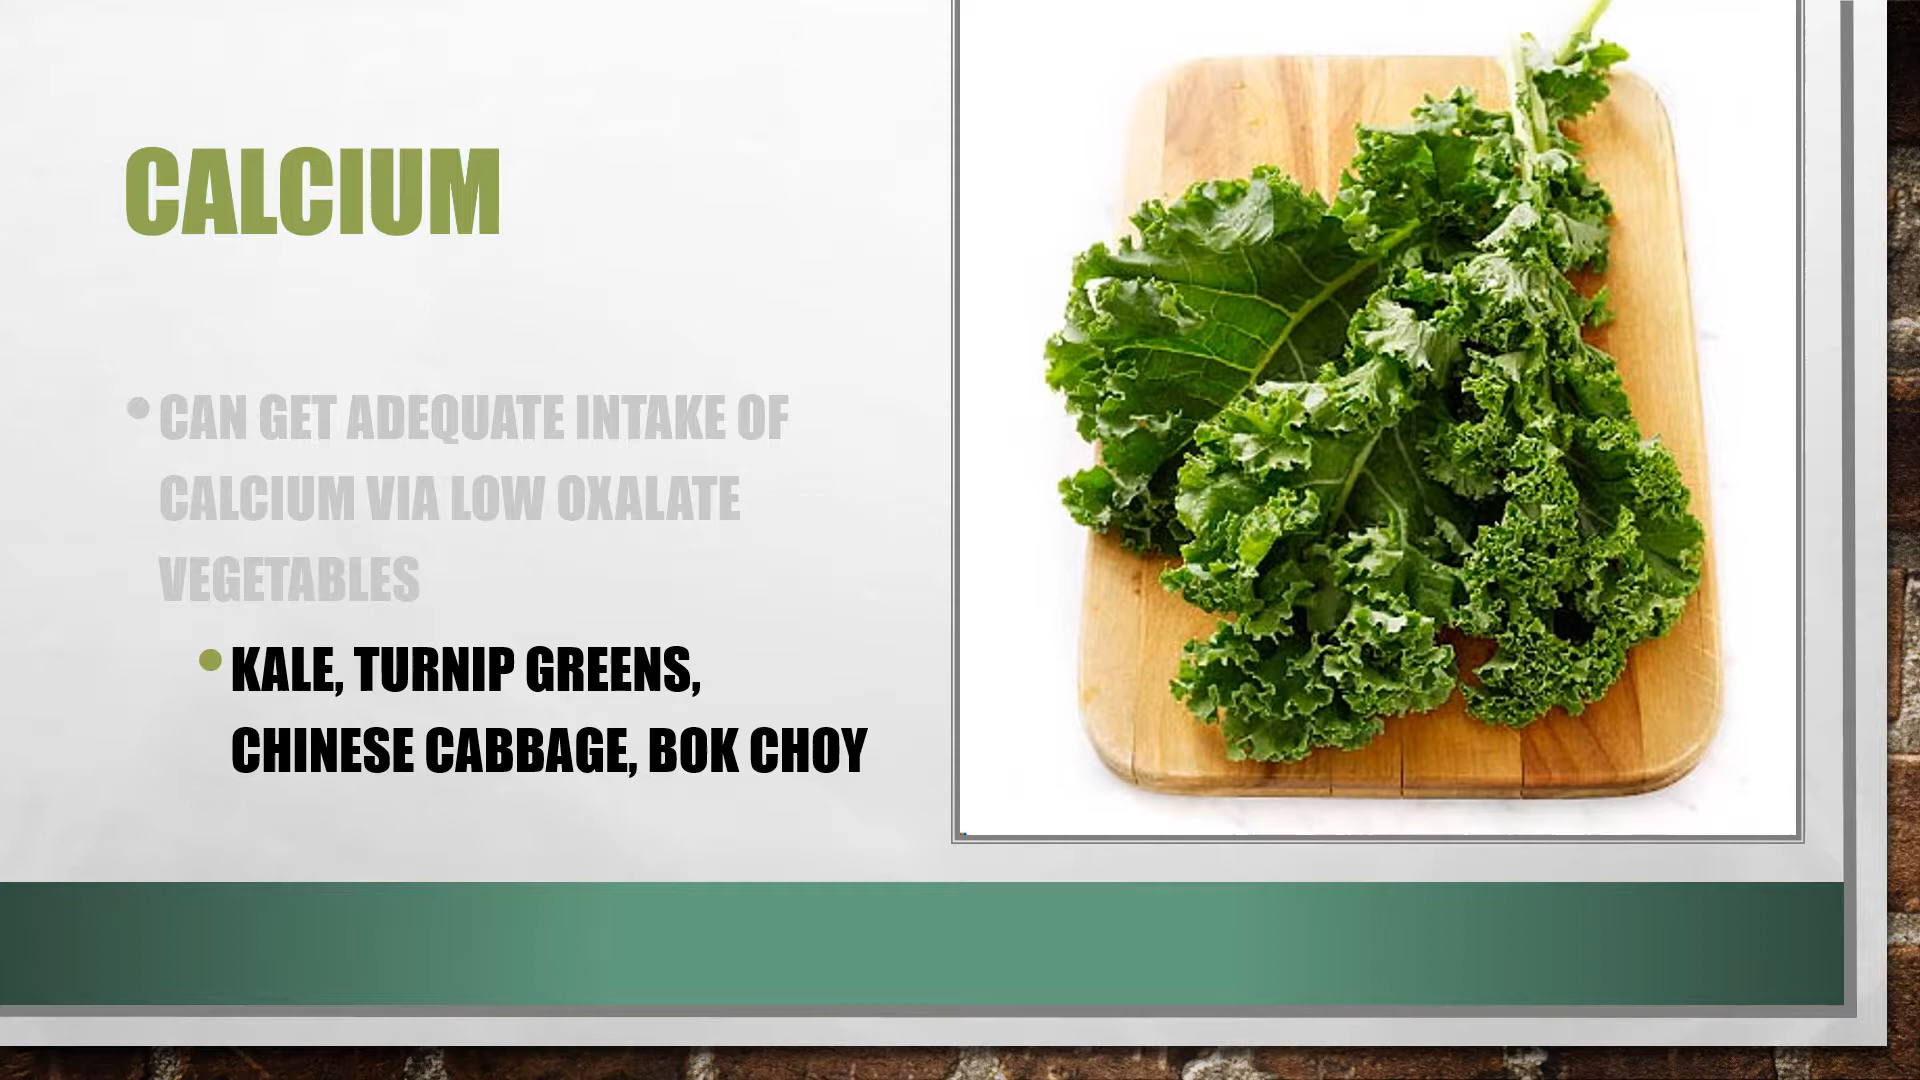 CALCIUM
• CAN GET ADEQUATE INTAKE OF
CALCIUM VIA LOW OXALATE
VEGETABLES
• KALE, TURNIP GREENS,
CHINESE CABBAGE, BOK CHOY